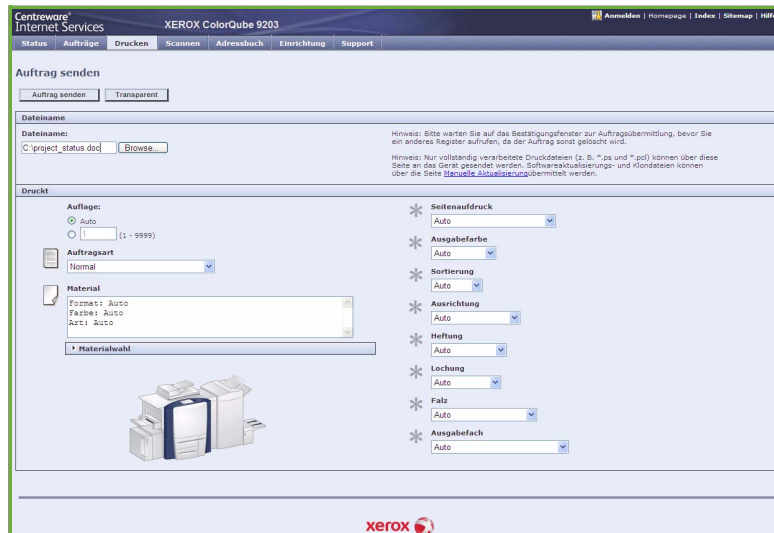 Centreware®
Internet Services
XEROX ColorQube 9203
Anmelden | Homepage | Index | Sitemap | Hilfe
Status Aufträge Drucken Scannen Adressbuch Einrichtung Support
Auftrag senden
Auftrag senden Transparent
Dateiname
Dateiname:
C:\project_status.doc Browse...
Hinweis: Bitte warten Sie auf das Bestätigungsfenster zur Auftragsübermittlung, bevor Sie
ein anderes Register aufrufen, da der Auftrag sonst gelöscht wird.
Hinweis: Nur vollständig verarbeitete Druckdateien (z. B. *.ps und *.pcl) können über diese
Seite an das Gerät gesendet werden. Softwareaktualisierungs- und Klondateien können
über die Seite Manuelle Aktualisierungübermittelt werden.
Druckt
Auflage:
Auto
1 (1 - 9999)
Auftragsart
Normal
Material
Format: Auto
Farbe: Auto
Art: Auto
Materialwahl
Seitenaufdruck
Auto
Ausgabefarbe
Auto
Sortierung
Auto
Ausrichtung
Auto
Heftung
Auto
Lochung
Auto
Falz
Auto
Ausgabefach
Auto
xerox